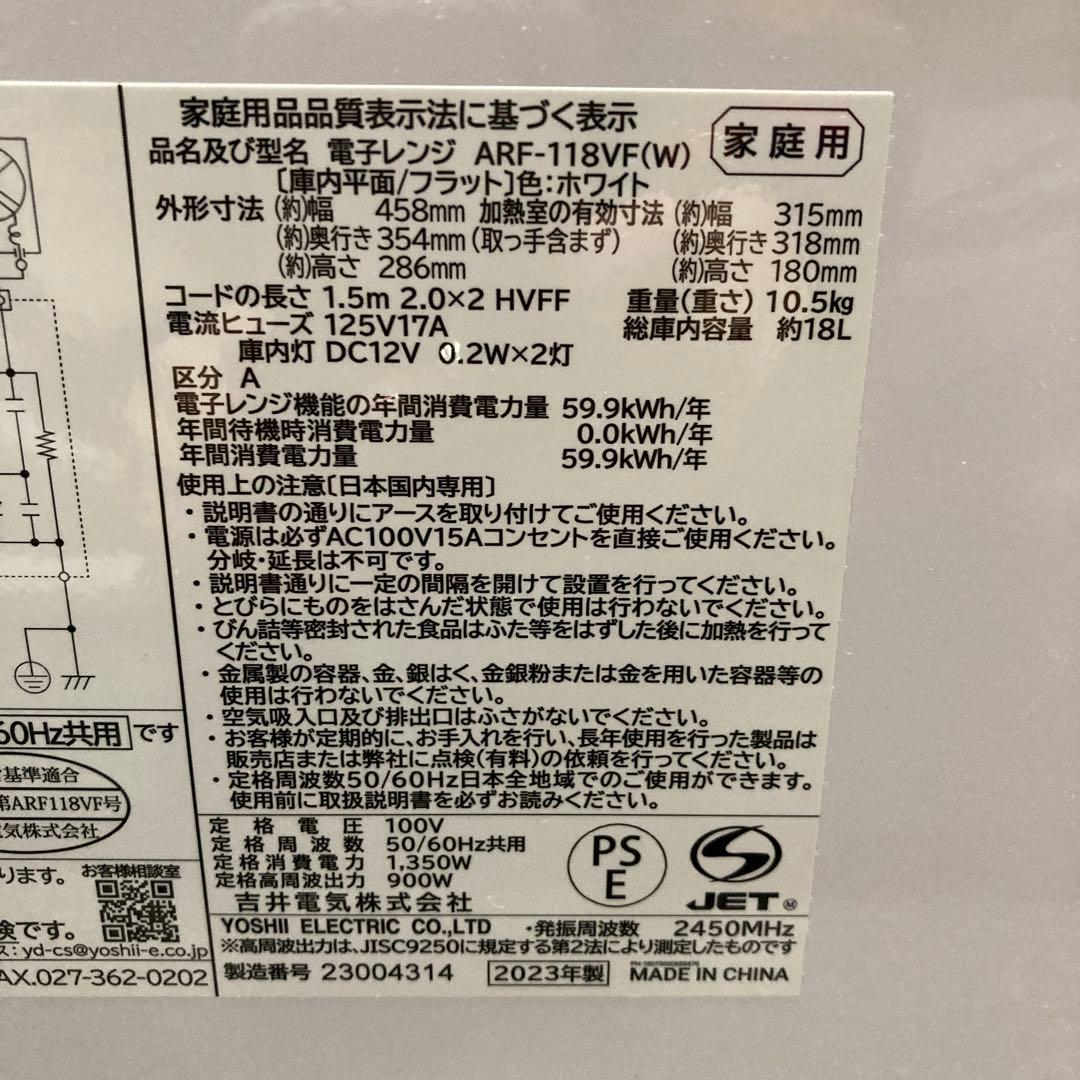 家庭用品品質表示法に基づく表示
家庭用
品名及び型名 電子レンジ ARF-118VF(W)
〔庫内平面/フラット〕色:ホワイト
外形寸法 (約)幅 458mm 加熱室の有効寸法 (約)幅 315mm
(約)奥行き354mm(取っ手含まず) (約)奥行き318mm
(約)高さ 286mm (約)高さ 180mm
コードの長さ 1.5m 2.0×2 HVFF 重量(重さ) 10.5kg
電流ヒューズ 125V17A 総庫内容量 約18L
庫内灯 DC12V 0.2W×2灯
区分 A
電子レンジ機能の年間消費電力量 59.9kWh/年
年間待機時消費電力量 0.0kWh/年
年間消費電力量 59.9kWh/年
使用上の注意〔日本国内専用〕
・説明書の通りにアースを取り付けてご使用ください。
・電源は必ずAC100V15Aコンセントを直接ご使用ください。
分岐・延長は不可です。
・説明書通りに一定の間隔を開けて設置を行ってください。
・とびらにものをはさんだ状態で使用は行わないでください。
・びん詰等密封された食品はふた等をはずした後に加熱を行って
ください。
・金属製の容器、金、銀はく、金銀粉または金を用いた容器等の
使用は行わないでください。
・空気吸入口及び排出口はふさがないでください。
・お客様が定期的に、お手入れを行い、長年使用を行った製品は
販売店または弊社に点検(有料)の依頼を行ってください。
・定格周波数50/60Hz日本全地域でのご使用ができます。
使用前に取扱説明書を必ずお読みください。
60Hz共用 です
基準適合
第ARF118VF号
気株式会社
ります。 お客様相談室
険です。
ス:yd-cs@yoshii-e.co.jp
AX.027-362-0202
定格電圧 100V
定格周波数 50/60Hz共用
定格消費電力 1,350W
定格高周波出力 900W
吉井電気株式会社
PS
E
JET
YOSHII ELECTRIC CO.,LTD ・発振周波数 2450MHz
※高周波出力は、JISC9250に規定する第2法により測定したものです
製造番号 23004314 2023年製 MADE IN CHINA